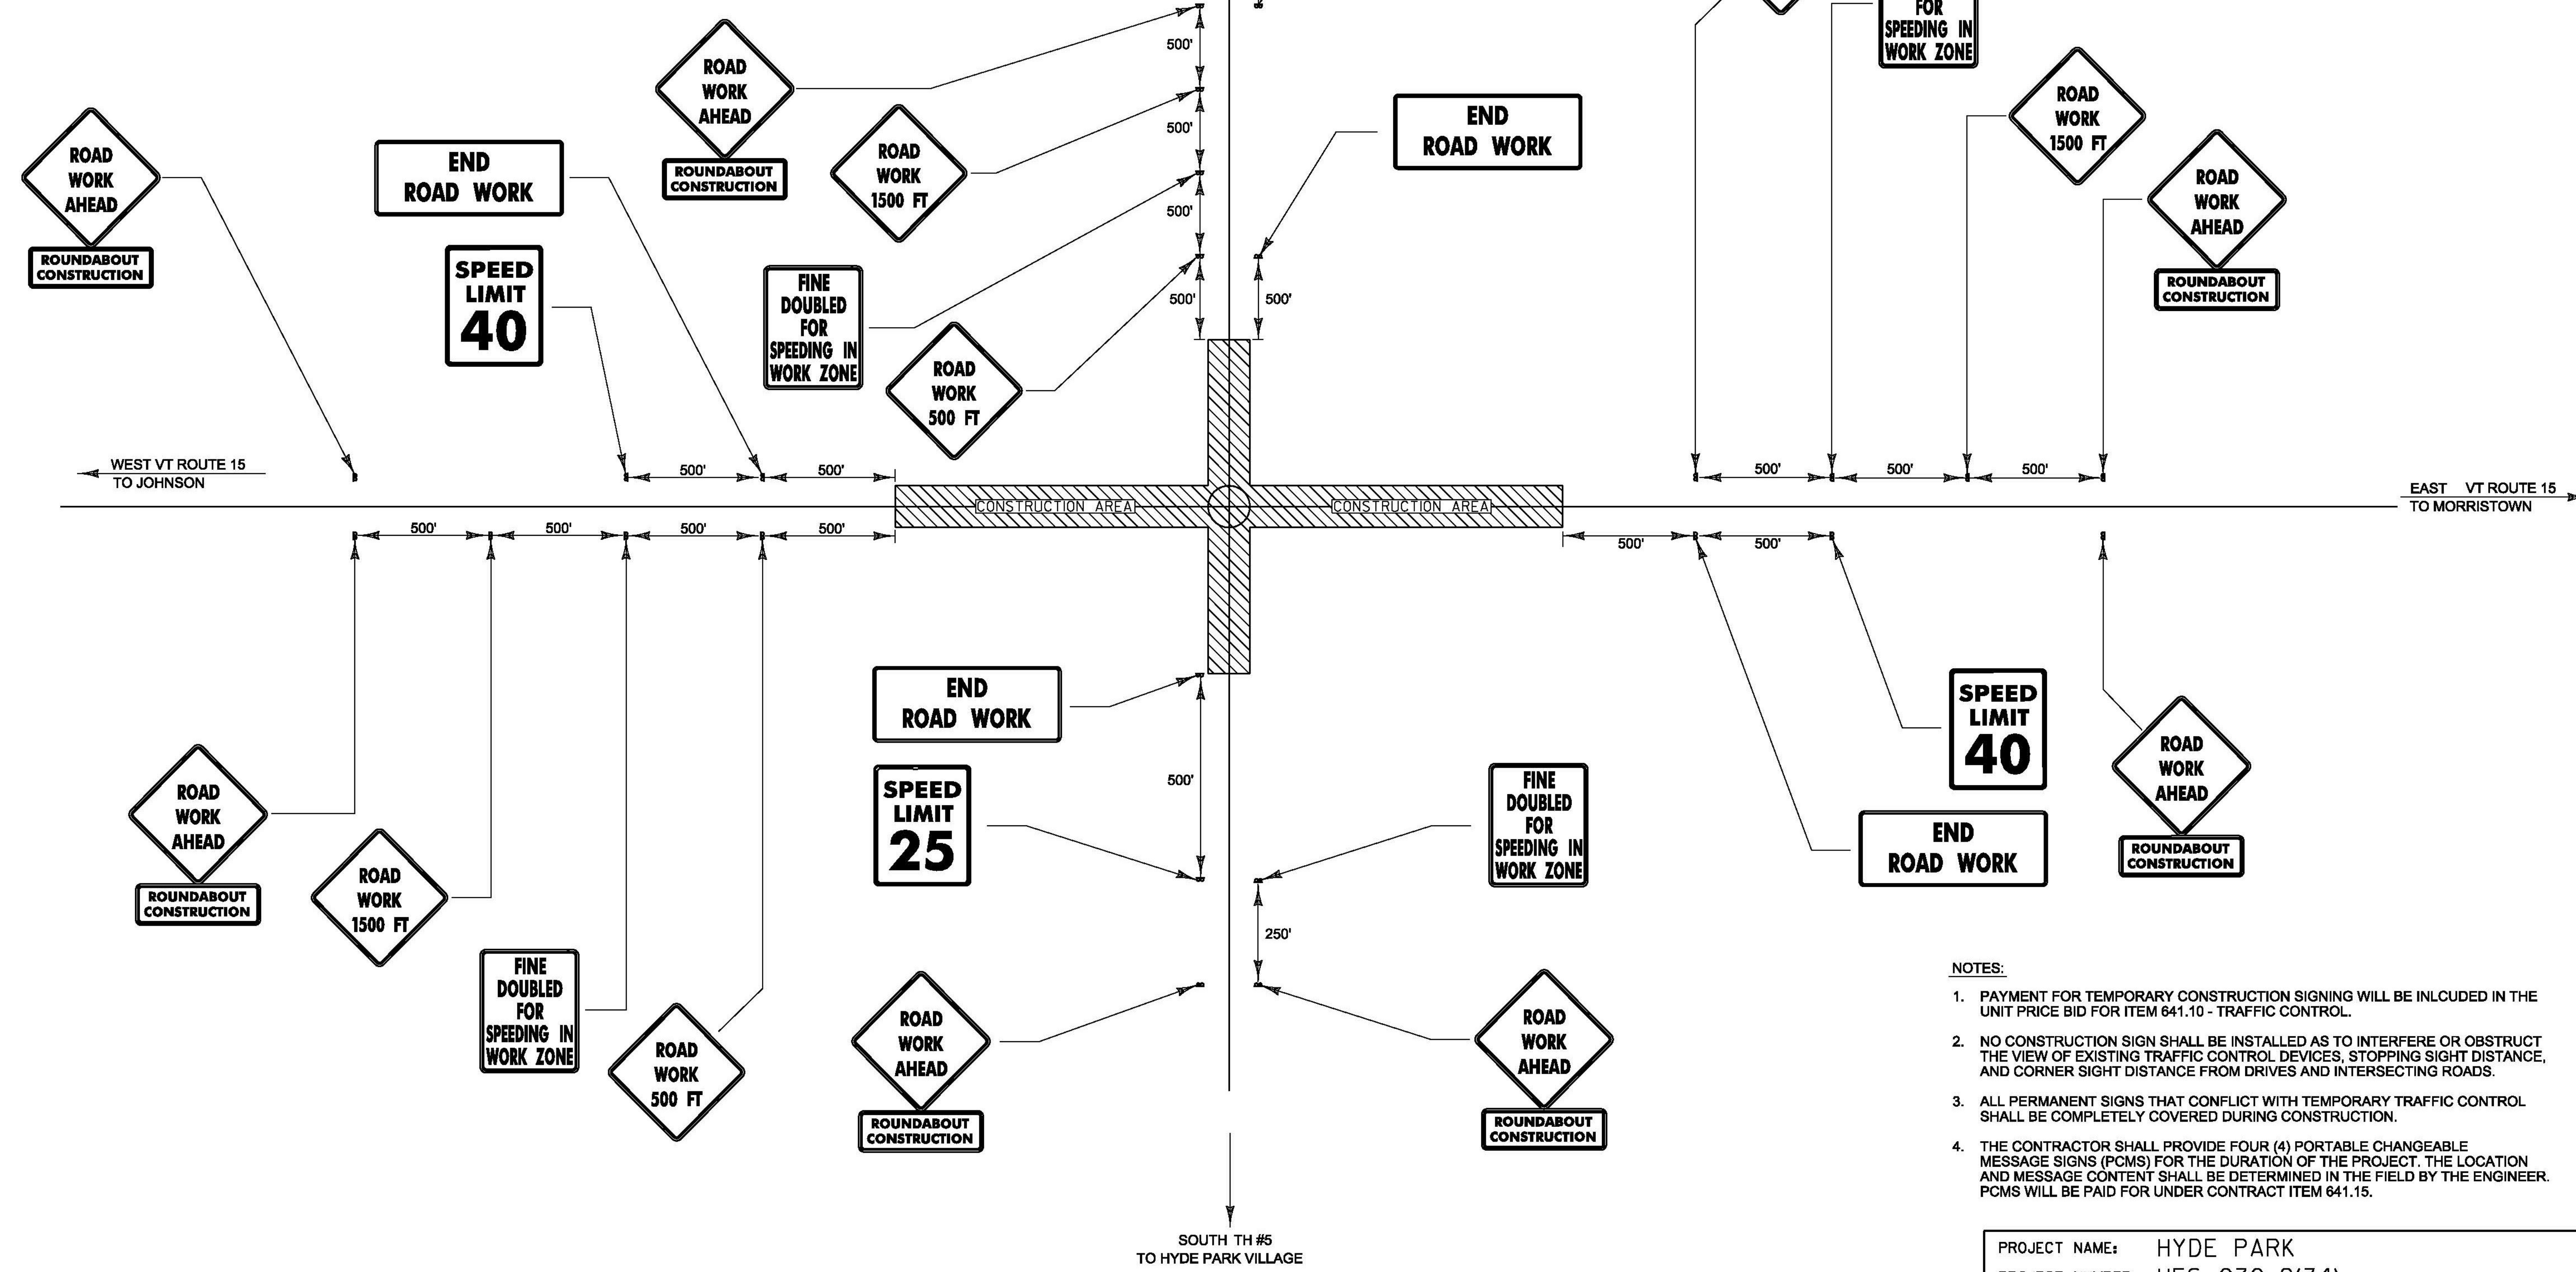 500'
FOR
SPEEDING IN
WORK ZONE
ROAD
WORK
AHEAD
ROUNDABOUT
CONSTRUCTION
500'
ROAD
WORK
1500 FT
END
ROAD WORK
ROAD
WORK
1500 FT
ROAD
WORK
AHEAD
ROUNDABOUT
CONSTRUCTION
END
ROAD WORK
ROAD
WORK
AHEAD
ROUNDABOUT
CONSTRUCTION
500'
SPEED
LIMIT
40
FINE
DOUBLED
FOR
SPEEDING IN
WORK ZONE
500'
500'
ROAD
WORK
500 FT
WEST VT ROUTE 15
TO JOHNSON
500'
500'
500'
500'
500'
EAST VT ROUTE 15
TO MORRISTOWN
CONSTRUCTION AREA
CONSTRUCTION AREA
500'
500'
500'
500'
500'
500'
END
ROAD WORK
SPEED
LIMIT
25
500'
FINE
DOUBLED
FOR
SPEEDING IN
WORK ZONE
SPEED
LIMIT
40
END
ROAD WORK
ROAD
WORK
AHEAD
ROUNDABOUT
CONSTRUCTION
ROAD
WORK
AHEAD
ROUNDABOUT
CONSTRUCTION
ROAD
WORK
1500 FT
FINE
DOUBLED
FOR
SPEEDING IN
WORK ZONE
ROAD
WORK
500 FT
250'
ROAD
WORK
AHEAD
ROUNDABOUT
CONSTRUCTION
ROAD
WORK
AHEAD
ROUNDABOUT
CONSTRUCTION
SOUTH TH #5
TO HYDE PARK VILLAGE
NOTES:
1. PAYMENT FOR TEMPORARY CONSTRUCTION SIGNING WILL BE INLCUDED IN THE
UNIT PRICE BID FOR ITEM 641.10 - TRAFFIC CONTROL.
2. NO CONSTRUCTION SIGN SHALL BE INSTALLED AS TO INTERFERE OR OBSTRUCT
THE VIEW OF EXISTING TRAFFIC CONTROL DEVICES, STOPPING SIGHT DISTANCE,
AND CORNER SIGHT DISTANCE FROM DRIVES AND INTERSECTING ROADS.
3. ALL PERMANENT SIGNS THAT CONFLICT WITH TEMPORARY TRAFFIC CONTROL
SHALL BE COMPLETELY COVERED DURING CONSTRUCTION.
4. THE CONTRACTOR SHALL PROVIDE FOUR (4) PORTABLE CHANGEABLE
MESSAGE SIGNS (PCMS) FOR THE DURATION OF THE PROJECT. THE LOCATION
AND MESSAGE CONTENT SHALL BE DETERMINED IN THE FIELD BY THE ENGINEER.
PCMS WILL BE PAID FOR UNDER CONTRACT ITEM 641.15.
PROJECT NAME: HYDE PARK